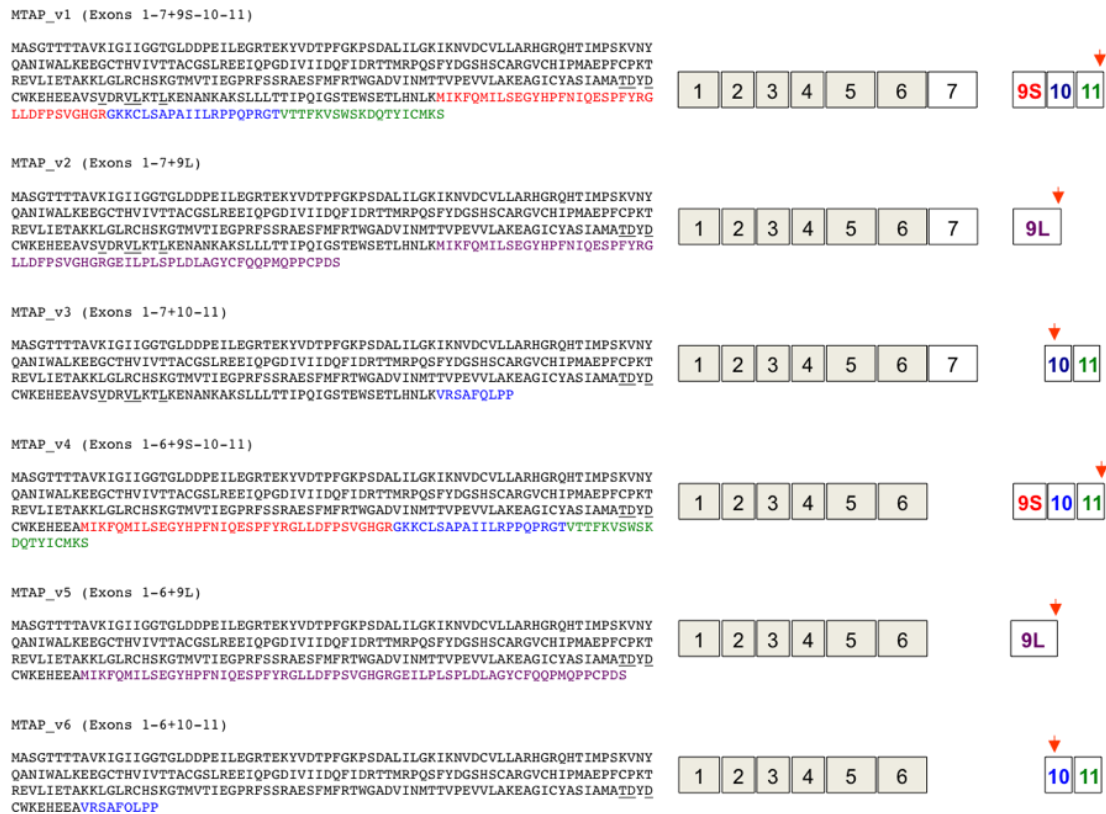 MTAP_v1 (Exons 1-7+9S-10-11)
MASGTTTTAVKIGIIGGTGLDDPEILEGRTEKYVDTPFGKPSDALILGKIKNVDCVLLARHGRQHTIMPSKVNY
QANIWALKEEGCTHVIVTTACGSLREEIQPGDIVIIDQFIDRTTMRPQSFYDGSHSCARGVCHIPMAEPFCPKT
REVLIETAKKLGLRCHSKGTMVTIEGPRFSSRAESFMFRTWGADVINMTTVPEVVLAKEAGICYASIAMATDYD
CWKEHEEAVSVDRVLKTLKENANKAKSLLLTTIPQIGSTEWSETLHNLKMIKFQMILSEGYHPFNIQESPFYRG
LLDFPSVGHGRGKKCLSAPAIILRPPQPRGTVTTFKVSWSKDQTYICMKS
1 2 3 4 5 6 7 9S 10 11
MTAP_v2 (Exons 1-7+9L)
MASGTTTTAVKIGIIGGTGLDDPEILEGRTEKYVDTPFGKPSDALILGKIKNVDCVLLARHGRQHTIMPSKVNY
QANIWALKEEGCTHVIVTTACGSLREEIQPGDIVIIDQFIDRTTMRPQSFYDGSHSCARGVCHIPMAEPFCPKT
REVLIETAKKLGLRCHSKGTMVTIEGPRFSSRAESFMFRTWGADVINMTTVPEVVLAKEAGICYASIAMATDYD
CWKEHEEAVSVDRVLKTLKENANKAKSLLLTTIPQIGSTEWSETLHNLKMIKFQMILSEGYHPFNIQESPFYRG
LLDFPSVGHGRGEILPLSPLDLAGYCFQQPMQPPCPDS
1 2 3 4 5 6 7 9L
MTAP_v3 (Exons 1-7+10-11)
MASGTTTTAVKIGIIGGTGLDDPEILEGRTEKYVDTPFGKPSDALILGKIKNVDCVLLARHGRQHTIMPSKVNY
QANIWALKEEGCTHVIVTTACGSLREEIQPGDIVIIDQFIDRTTMRPQSFYDGSHSCARGVCHIPMAEPFCPKT
REVLIETAKKLGLRCHSKGTMVTIEGPRFSSRAESFMFRTWGADVINMTTVPEVVLAKEAGICYASIAMATDYD
CWKEHEEAVSVDRVLKTLKENANKAKSLLLTTIPQIGSTEWSETLHNLKVRSAFQLPP
1 2 3 4 5 6 7 10 11
MTAP_v4 (Exons 1-6+9S-10-11)
MASGTTTTAVKIGIIGGTGLDDPEILEGRTEKYVDTPFGKPSDALILGKIKNVDCVLLARHGRQHTIMPSKVNY
QANIWALKEEGCTHVIVTTACGSLREEIQPGDIVIIDQFIDRTTMRPQSFYDGSHSCARGVCHIPMAEPFCPKT
REVLIETAKKLGLRCHSKGTMVTIEGPRFSSRAESFMFRTWGADVINMTTVPEVVLAKEAGICYASIAMATDYD
CWKEHEEAMIKFQMILSEGYHPFNIQESPFYRGLLDFPSVGHGRGKKCLSAPAIILRPPQPRGTVTTFKVSWSK
DQTYICMKS
1 2 3 4 5 6 9S 10 11
MTAP_v5 (Exons 1-6+9L)
MASGTTTTAVKIGIIGGTGLDDPEILEGRTEKYVDTPFGKPSDALILGKIKNVDCVLLARHGRQHTIMPSKVNY
QANIWALKEEGCTHVIVTTACGSLREEIQPGDIVIIDQFIDRTTMRPQSFYDGSHSCARGVCHIPMAEPFCPKT
REVLIETAKKLGLRCHSKGTMVTIEGPRFSSRAESFMFRTWGADVINMTTVPEVVLAKEAGICYASIAMATDYD
CWKEHEEAMIKFQMILSEGYHPFNIQESPFYRGLLDFPSVGHGRGEILPLSPLDLAGYCFQQPMQPPCPDS
1 2 3 4 5 6 9L
MTAP_v6 (Exons 1-6+10-11)
MASGTTTTAVKIGIIGGTGLDDPEILEGRTEKYVDTPFGKPSDALILGKIKNVDCVLLARHGRQHTIMPSKVNY
QANIWALKEEGCTHVIVTTACGSLREEIQPGDIVIIDQFIDRTTMRPQSFYDGSHSCARGVCHIPMAEPFCPKT
REVLIETAKKLGLRCHSKGTMVTIEGPRFSSRAESFMFRTWGADVINMTTVPEVVLAKEAGICYASIAMATDYD
CWKEHEEAVRSAFQLPP
1 2 3 4 5 6 10 11